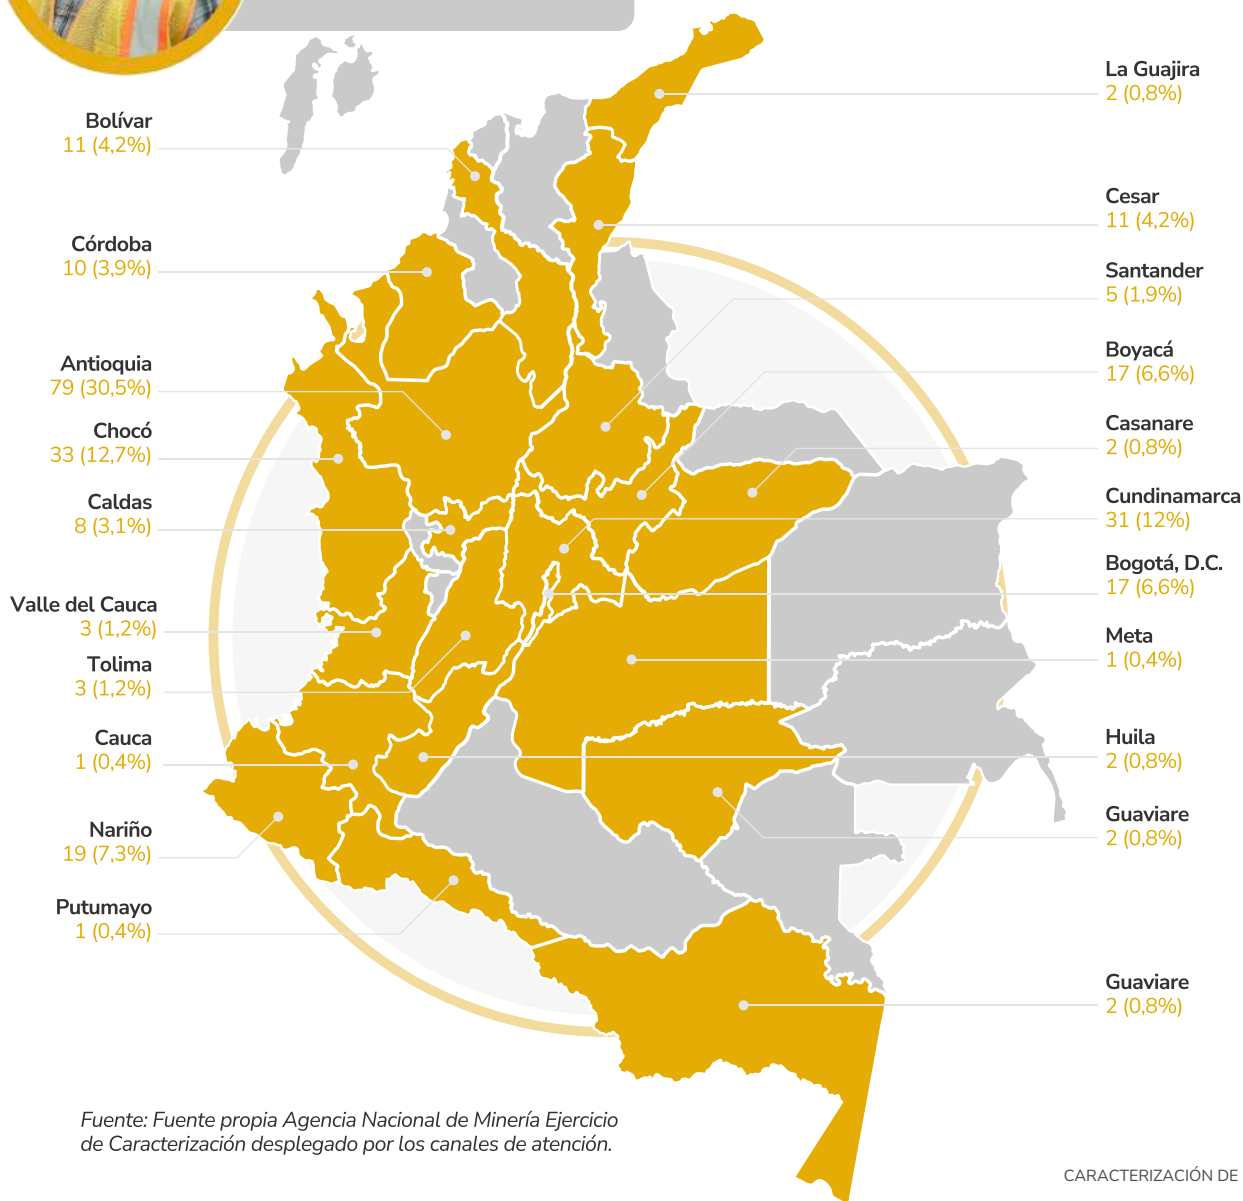 Bolívar
11 (4,2%)
Córdoba
10 (3,9%)
Antioquia
79 (30,5%)
Chocó
33 (12,7%)
Caldas
8 (3,1%)
Valle del Cauca
3 (1,2%)
Tolima
3 (1,2%)
Cauca
1 (0,4%)
Nariño
19 (7,3%)
Putumayo
1 (0,4%)
La Guajira
2 (0,8%)
Cesar
11 (4,2%)
Santander
5 (1,9%)
Boyacá
17 (6,6%)
Casanare
2 (0,8%)
Cundinamarca
31 (12%)
Bogotá, D.C.
17 (6,6%)
Meta
1 (0,4%)
Huila
2 (0,8%)
Guaviare
2 (0,8%)
Guaviare
2 (0,8%)
Fuente: Fuente propia Agencia Nacional de Minería Ejercicio
de Caracterización desplegado por los canales de atención.
CARACTERIZACIÓN DE